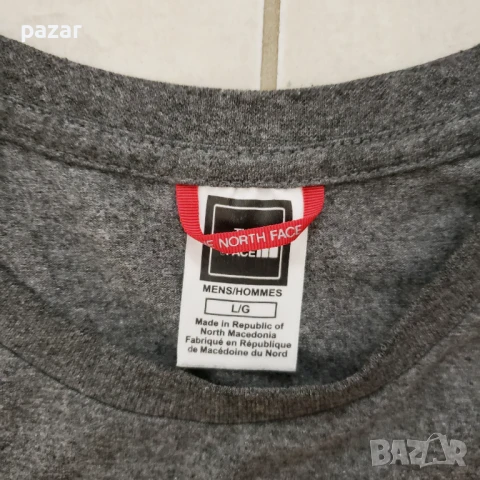 pazar
E NORTH FACE
FACE
MENS/HOMMES
L/G
Made in Republic of
North Macedonia
Fabriqué en République
de Macédoine du Nord
BAZAR